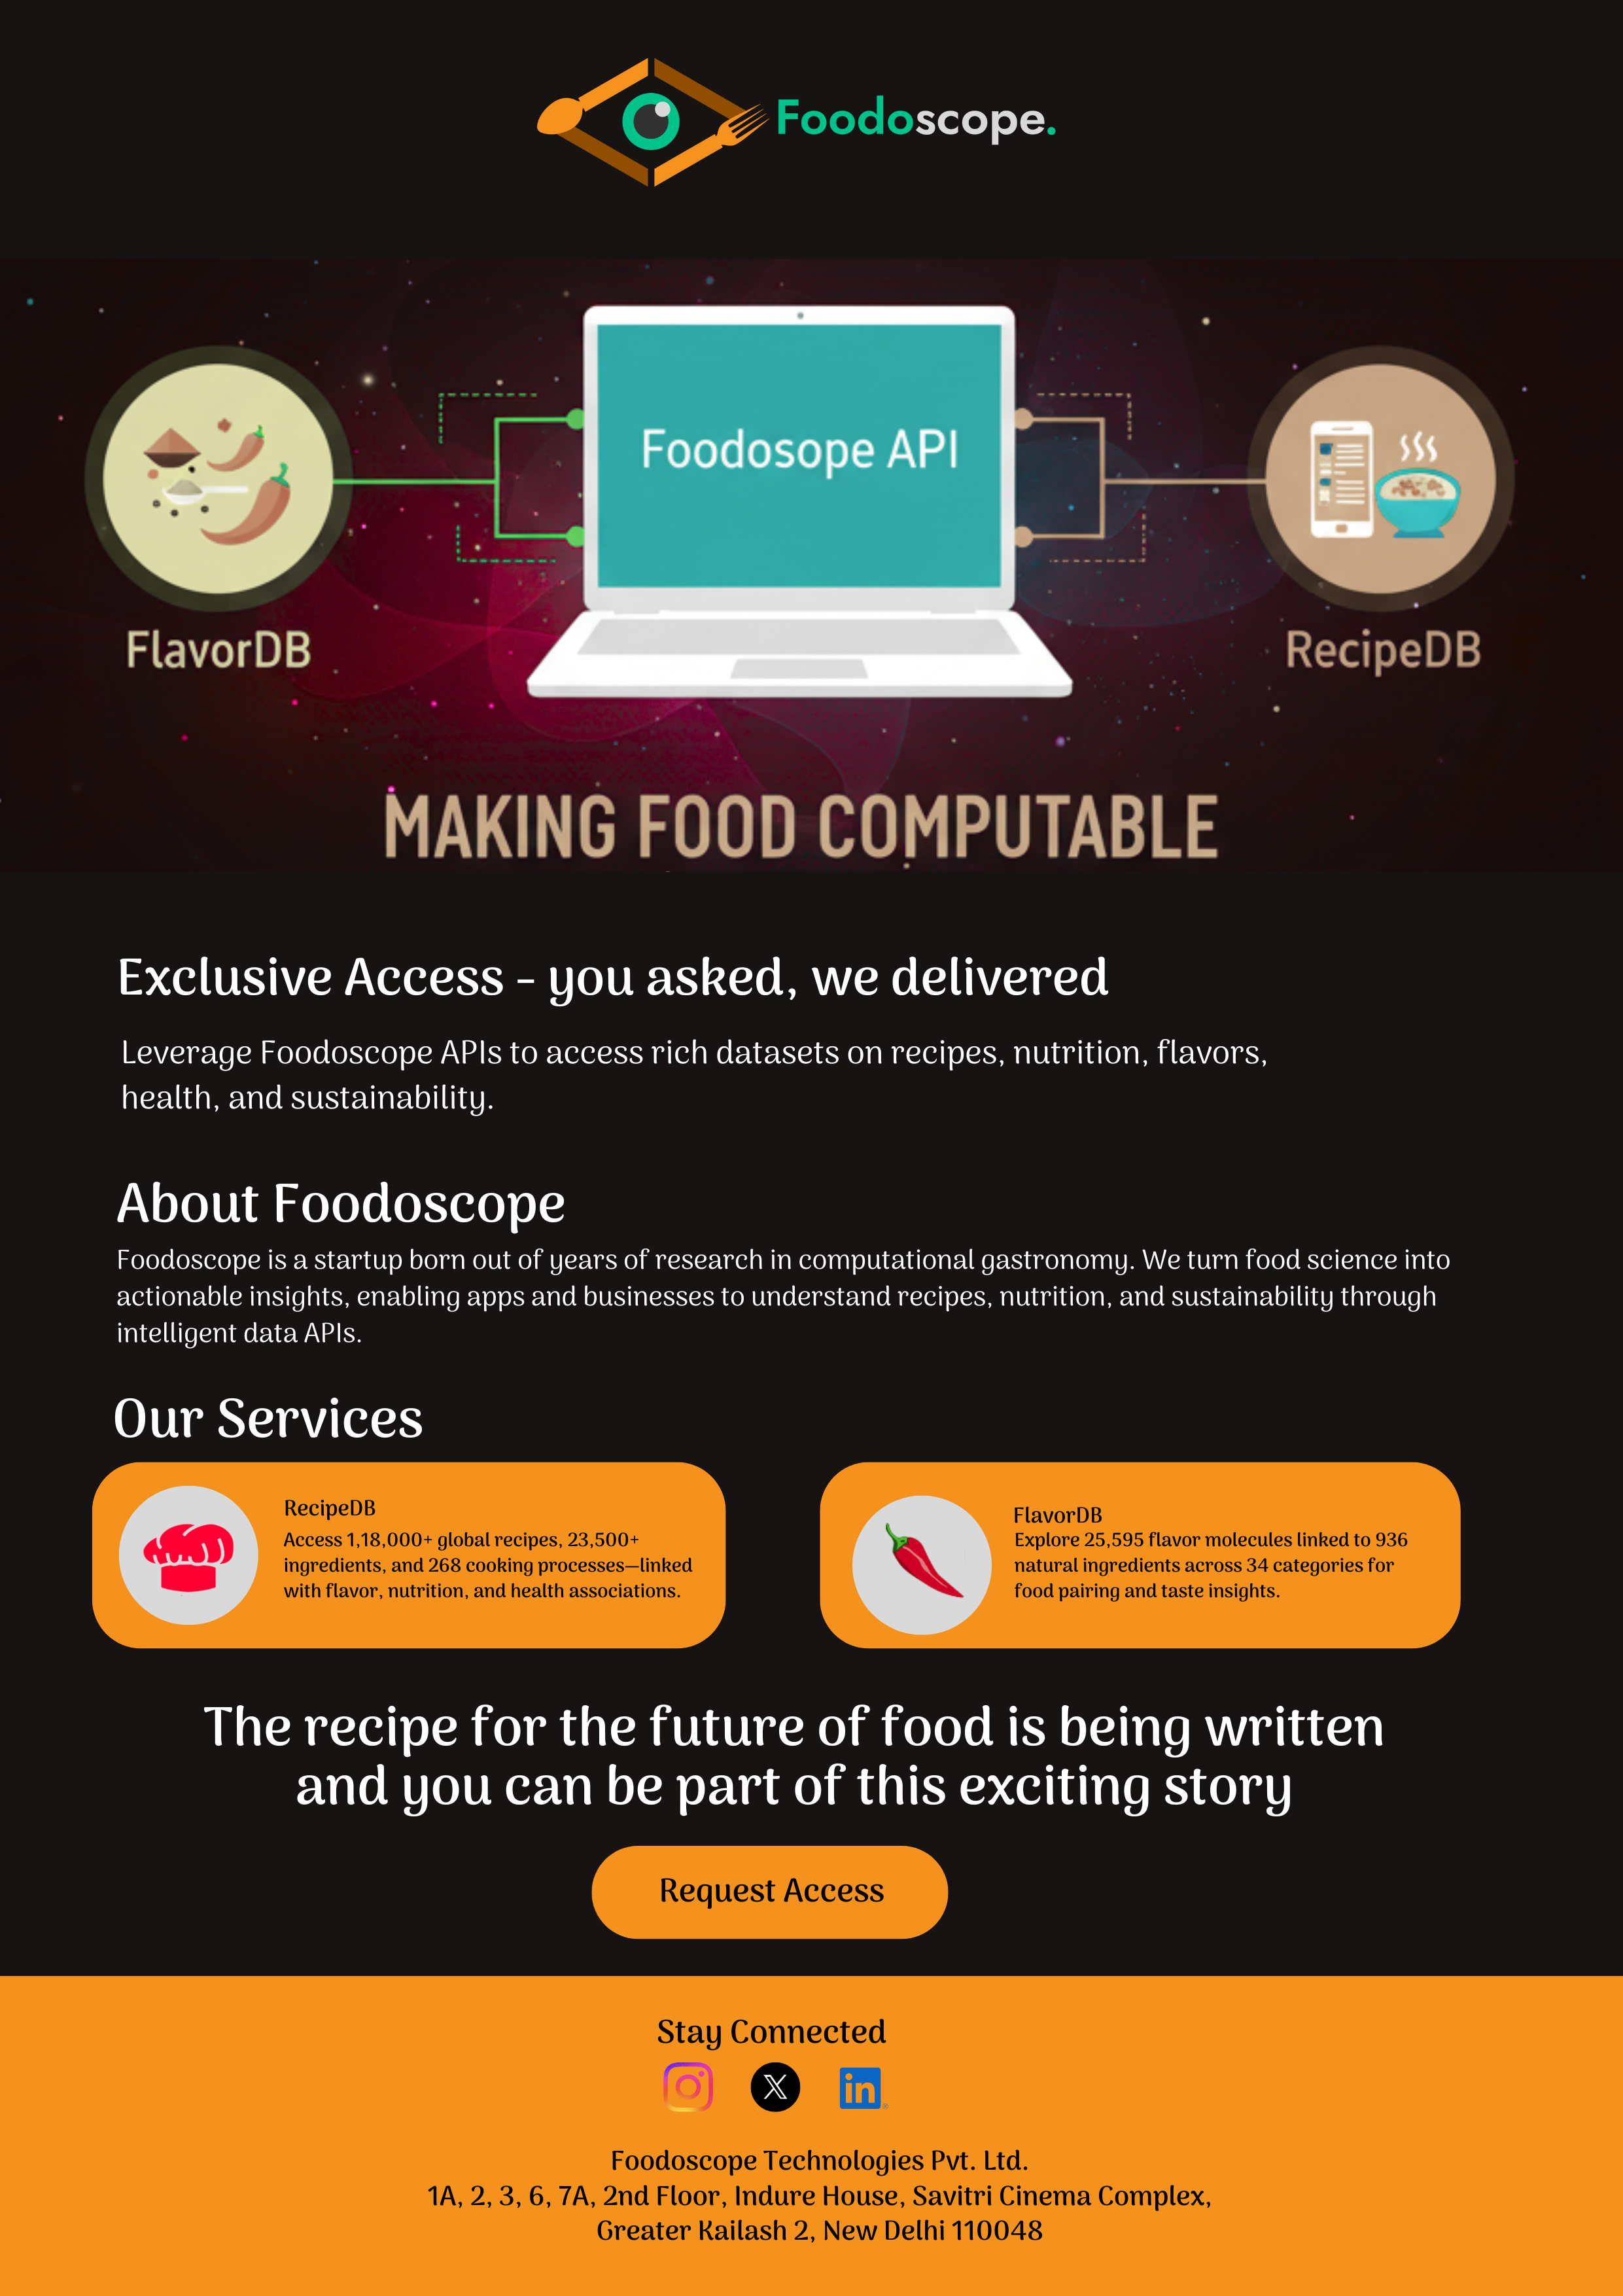 Foodoscope.
Foodosope API
FlavorDB
RecipeDB
MAKING FOOD COMPUTABLE
Exclusive Access - you asked, we delivered
Leverage Foodoscope APIs to access rich datasets on recipes, nutrition, flavors,
health, and sustainability.
About Foodoscope
Foodoscope is a startup born out of years of research in computational gastronomy. We turn food science into
actionable insights, enabling apps and businesses to understand recipes, nutrition, and sustainability through
intelligent data APIs.
Our Services
RecipeDB
Access 1,18,000+ global recipes, 23,500+
ingredients, and 268 cooking processes—linked
with flavor, nutrition, and health associations.
FlavorDB
Explore 25,595 flavor molecules linked to 936
natural ingredients across 34 categories for
food pairing and taste insights.
The recipe for the future of food is being written
and you can be part of this exciting story
Request Access
Stay Connected
X
in®
Foodoscope Technologies Pvt. Ltd.
1A, 2, 3, 6, 7A, 2nd Floor, Indure House, Savitri Cinema Complex,
Greater Kailash 2, New Delhi 110048